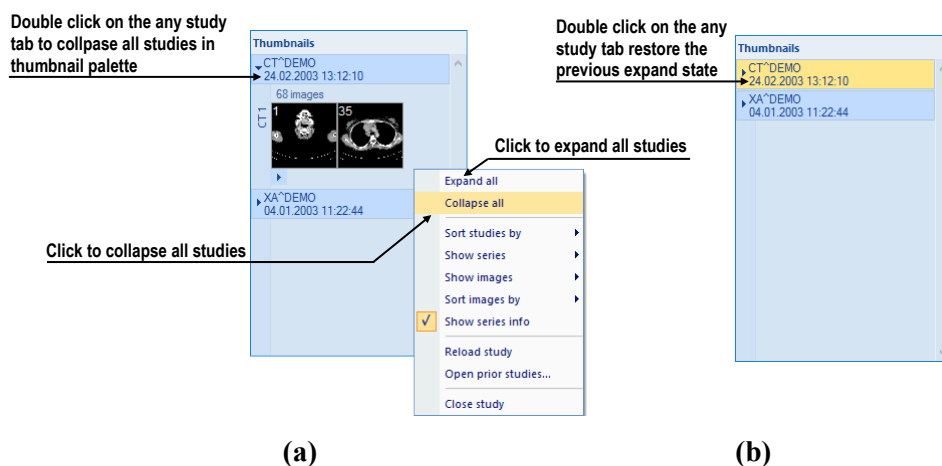 Double click on the any study
tab to collpase all studies in
thumbnail palette
Thumbnails
CT^DEMO
24.02.2003 13:12:10
68 images
CT1
1
35
XA^DEMO
04.01.2003 11:22:44
Click to expand all studies
Click to collapse all studies
Expand all
Collapse all
Sort studies by
Show series
Show images
Sort images by
Show series info
Reload study
Open prior studies...
Close study
(a)
Double click on the any
study tab restore the
previous expand state
Thumbnails
CT^DEMO
24.02.2003 13:12:10
XA^DEMO
04.01.2003 11:22:44
(b)